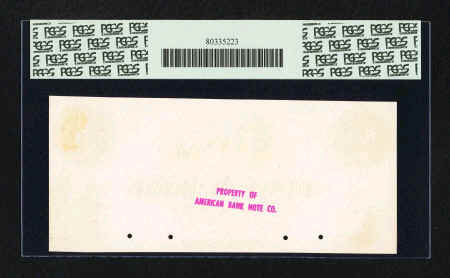 80335223
PROPERTY OF
AMERICAN BANK NOTE CO.